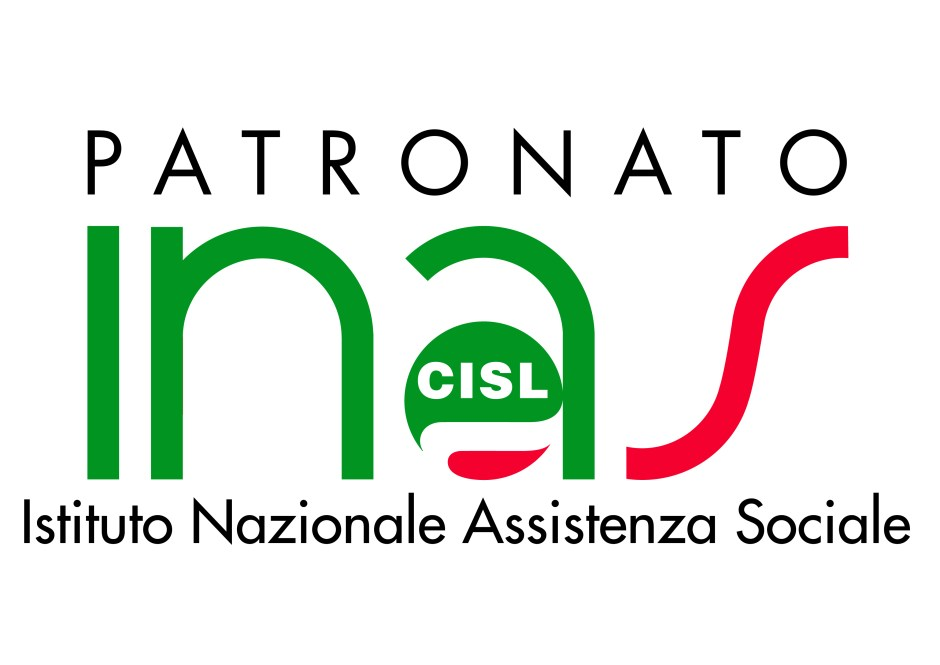 PATRONATO
inas
CISL
Istituto Nazionale Assistenza Sociale